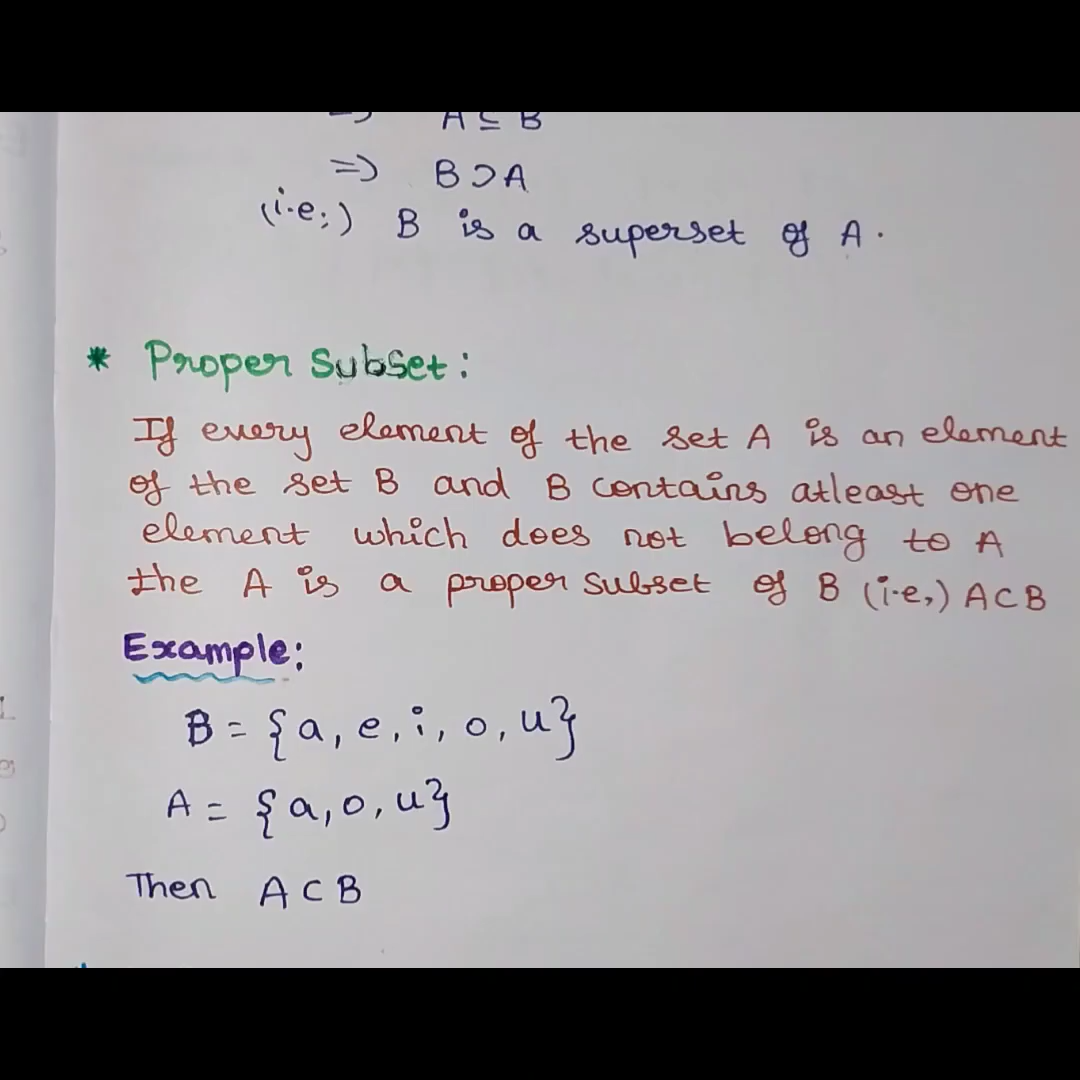 => A ⊆ B
=> B ⊃ A
(i.e;) B is a superset of A.
* Proper Subset:
If every element of the set A is an element
of the set B and B contains atleast one
element which does not belong to A
the A is a proper subset of B (i.e,) A ⊂ B
Example:
B = {a, e, i, o, u}
A = {a, o, u}
Then A ⊂ B